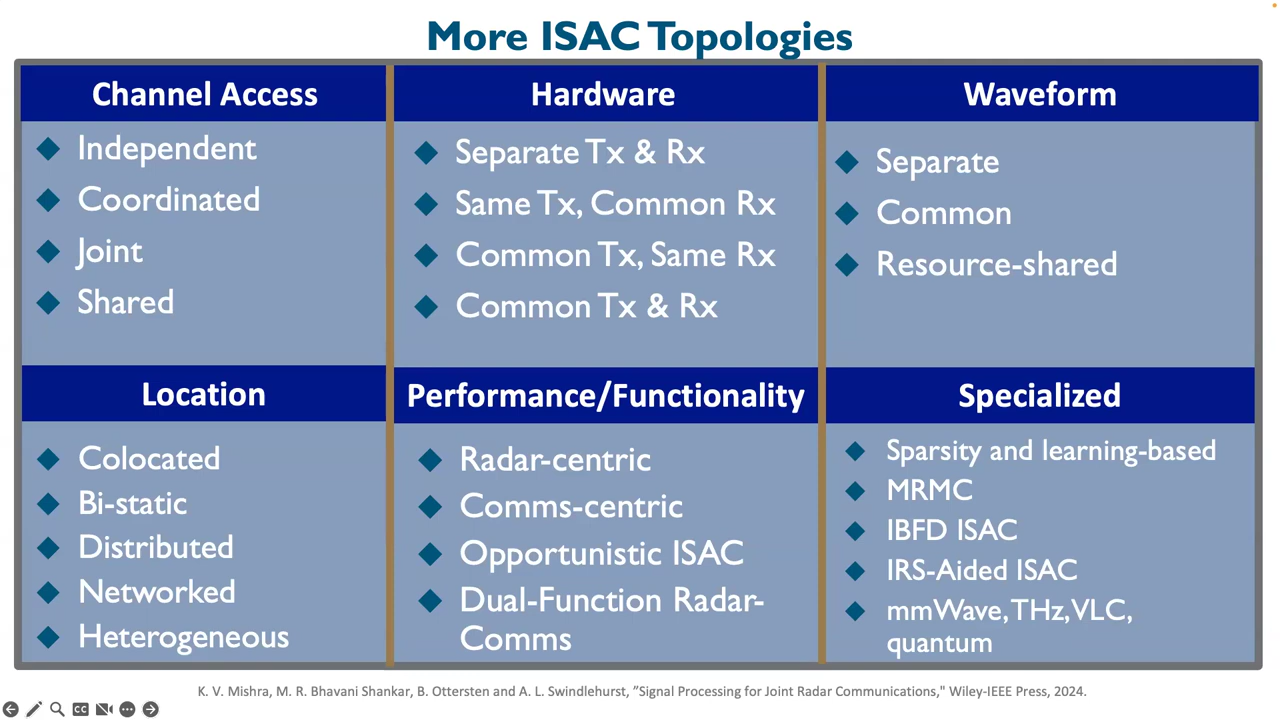 More ISAC Topologies
Channel Access
Independent
Coordinated
Joint
Shared
Hardware
Separate Tx & Rx
Same Tx, Common Rx
Common Tx, Same Rx
Common Tx & Rx
Waveform
Separate
Common
Resource-shared
Location
Colocated
Bi-static
Distributed
Networked
Heterogeneous
Performance/Functionality
Radar-centric
Comms-centric
Opportunistic ISAC
Dual-Function Radar-
Comms
Specialized
Sparsity and learning-based
MRMC
IBFD ISAC
IRS-Aided ISAC
mmWave, THz, VLC,
quantum
K. V. Mishra, M. R. Bhavani Shankar, B. Ottersten and A. L. Swindlehurst, ”Signal Processing for Joint Radar Communications," Wiley-IEEE Press, 2024.
CC